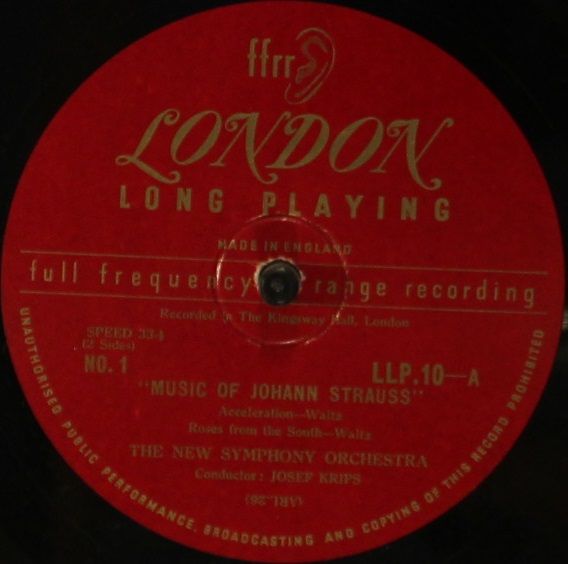 ffrr
LONDON
LONG PLAYING
MADE IN ENGLAND
full frequency range recording
Recorded in The Kingsway Hall, London
SPEED 33⅓
(2 Sides)
NO. 1
LLP.10—A
"MUSIC OF JOHANN STRAUSS"
Acceleration—Waltz
Roses from the South—Waltz
THE NEW SYMPHONY ORCHESTRA
Conductor: JOSEF KRIPS
(ARL.26)
UNAUTHORISED PUBLIC PERFORMANCE, BROADCASTING AND COPYING OF THIS RECORD PROHIBITED